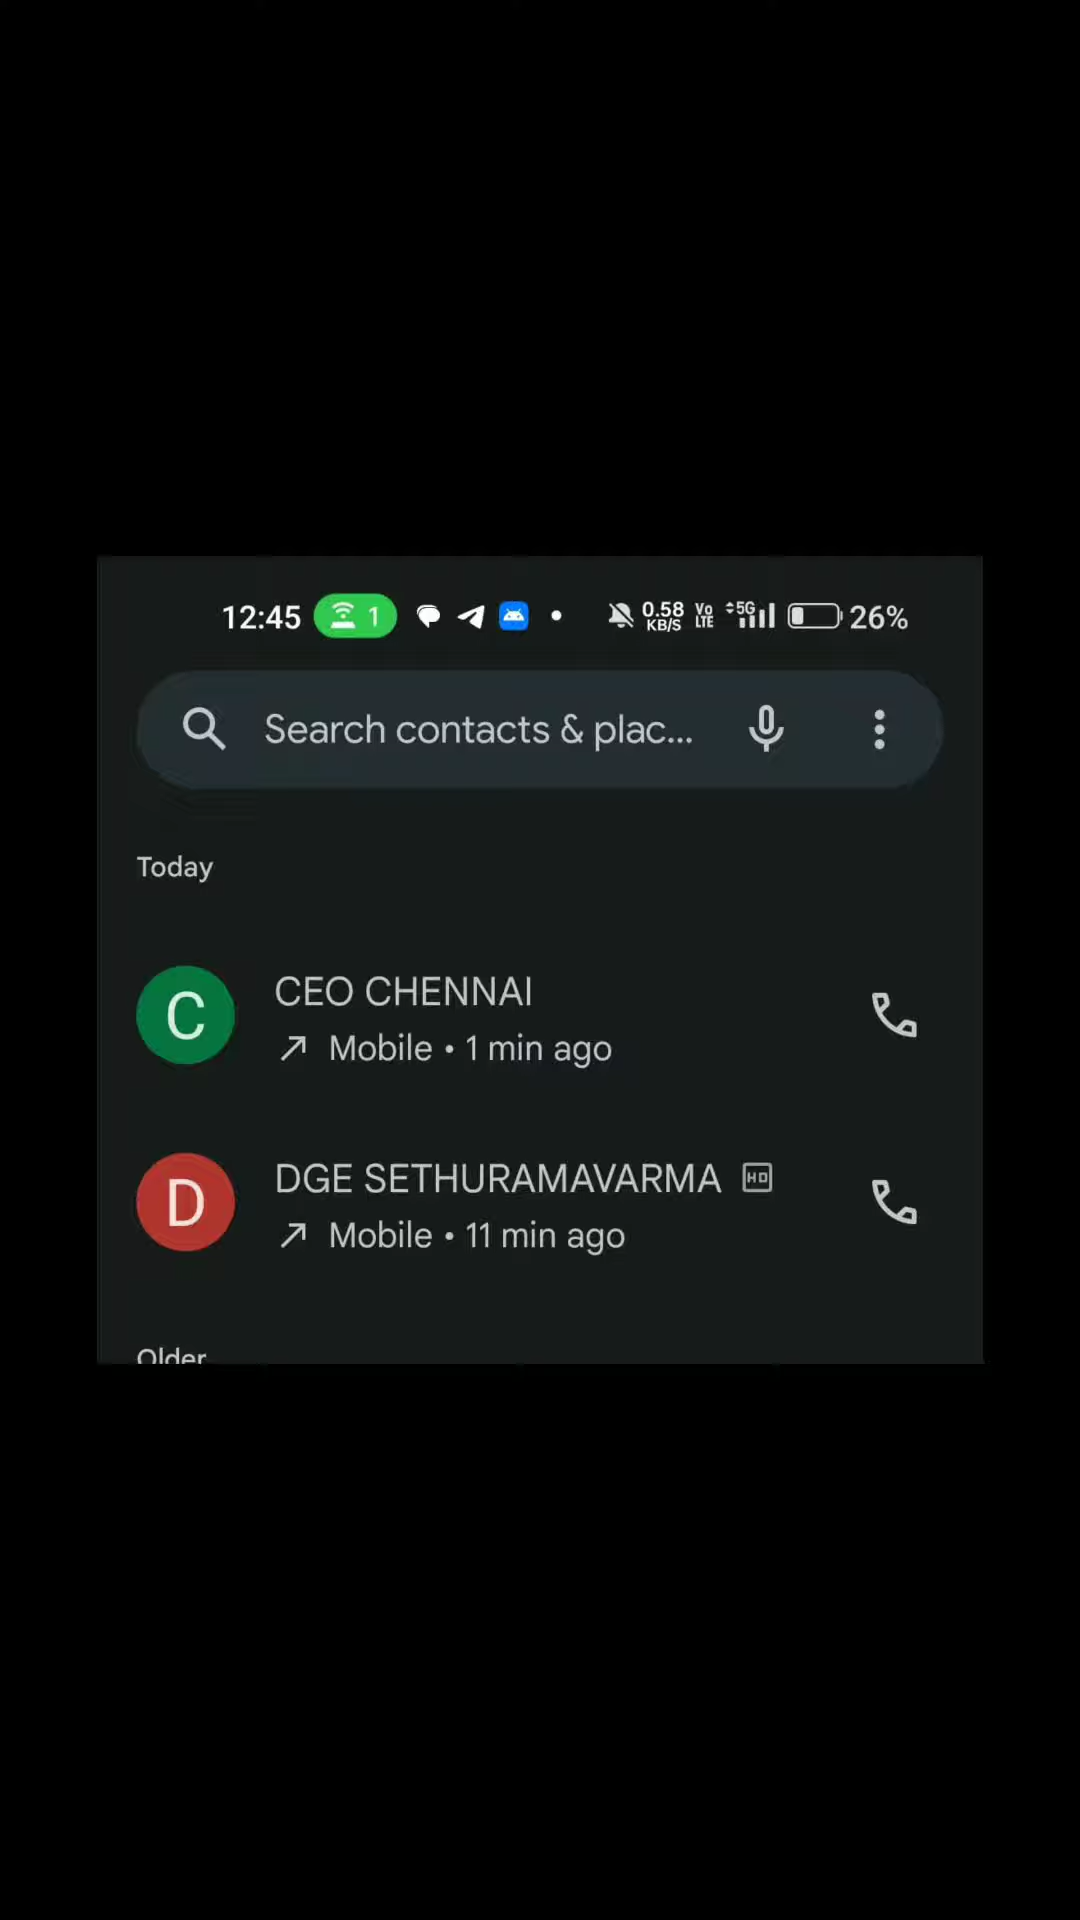 12:45 1 0.58 KB/S Vo LTE 5G 26%
Search contacts & plac...
Today
C
CEO CHENNAI
Mobile • 1 min ago
D
DGE SETHURAMAVARMA HD
Mobile • 11 min ago
Older